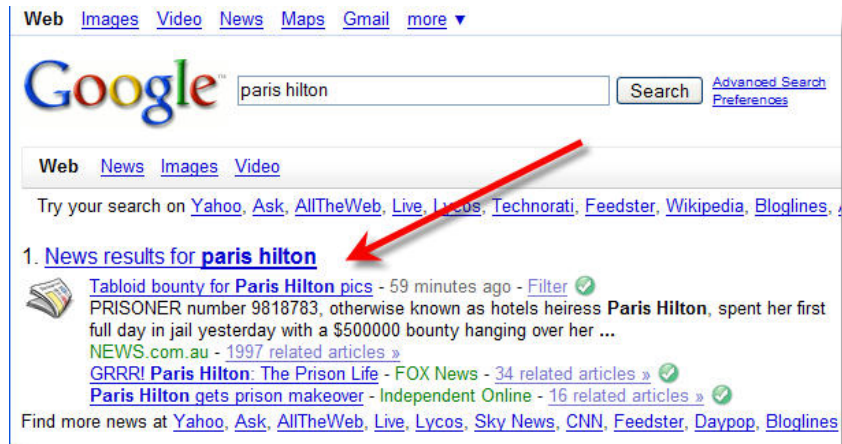 Web Images Video News Maps Gmail more ▼
Google™ paris hilton Search Advanced Search
Preferences
Web News Images Video
Try your search on Yahoo, Ask, AllTheWeb, Live, Lycos, Technorati, Feedster, Wikipedia, Bloglines,
1. News results for paris hilton
Tabloid bounty for Paris Hilton pics - 59 minutes ago - Filter
PRISONER number 9818783, otherwise known as hotels heiress Paris Hilton, spent her first
full day in jail yesterday with a $500000 bounty hanging over her ...
NEWS.com.au - 1997 related articles »
GRRR! Paris Hilton: The Prison Life - FOX News - 34 related articles »
Paris Hilton gets prison makeover - Independent Online - 16 related articles »
Find more news at Yahoo, Ask, AllTheWeb, Live, Lycos, Sky News, CNN, Feedster, Daypop, Bloglines